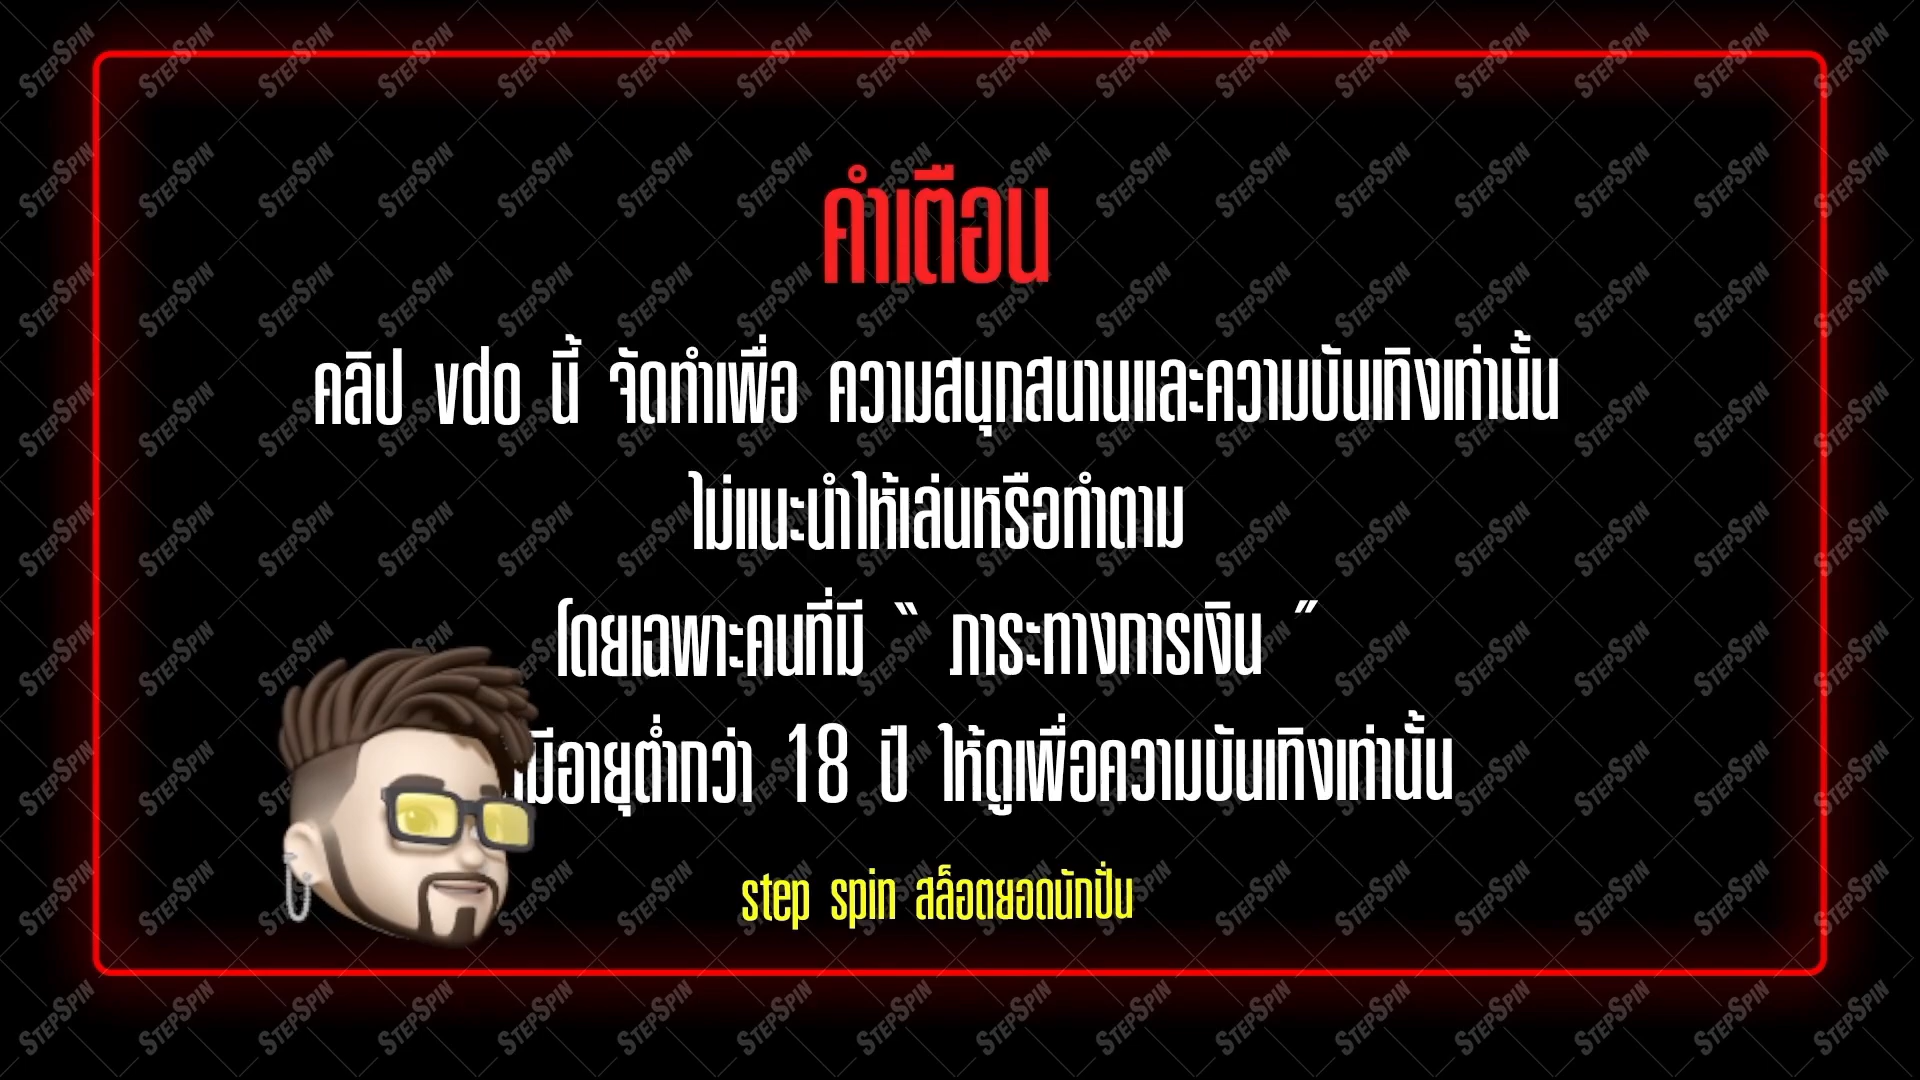 คำเตือน
คลิป vdo นี้ จัดทำเพื่อ ความสนุกสนานและความบันเทิงเท่านั้น
ไม่แนะนำให้เล่นหรือทำตาม
โดยเฉพาะคนที่มี “ ภาระทางการเงิน ”
มีอายุต่ำกว่า 18 ปี ให้ดูเพื่อความบันเทิงเท่านั้น
step spin สล็อตยอดนักปั่น
STEPSPIN